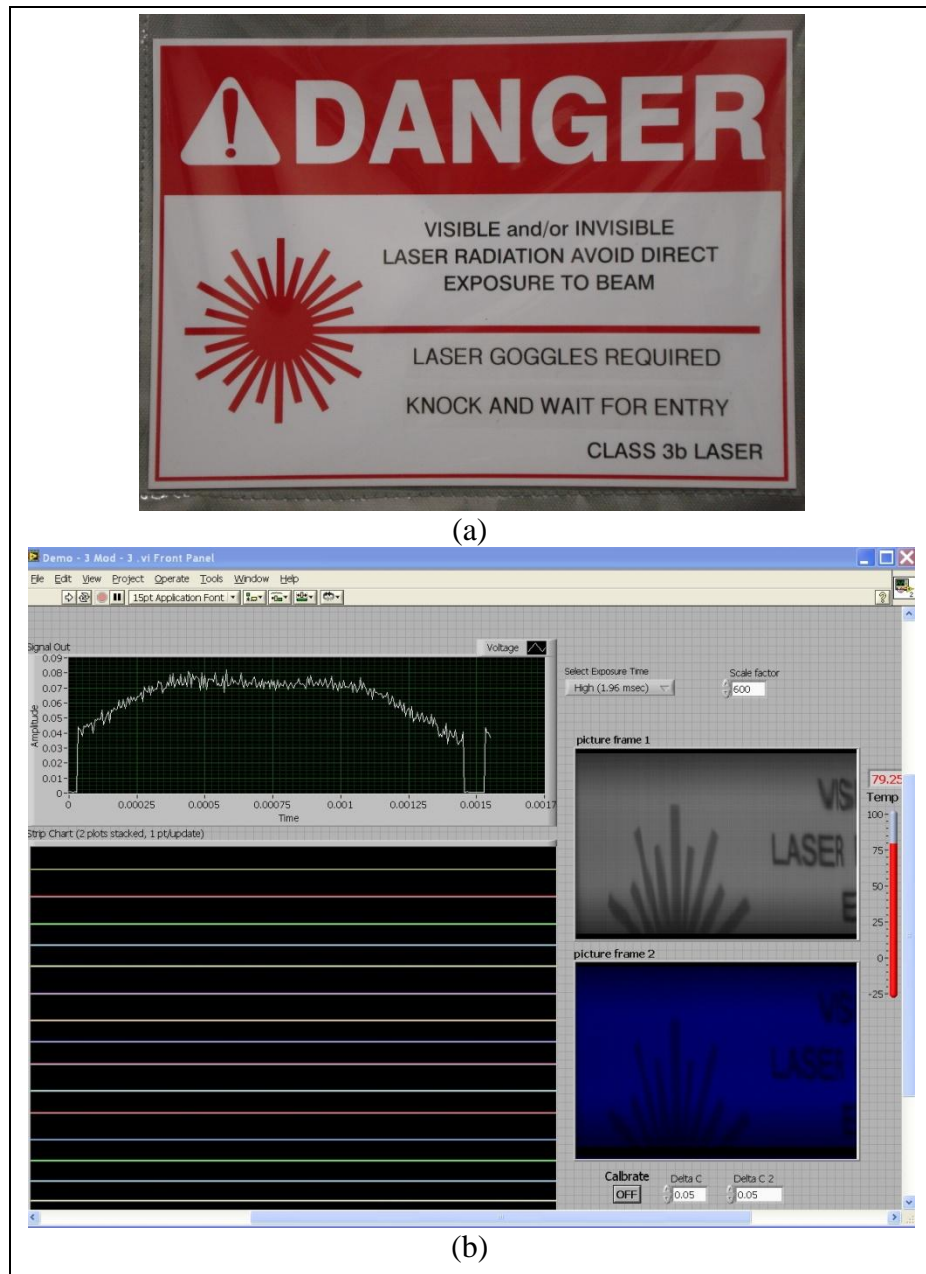 DANGER
VISIBLE and/or INVISIBLE
LASER RADIATION AVOID DIRECT
EXPOSURE TO BEAM
LASER GOGGLES REQUIRED
KNOCK AND WAIT FOR ENTRY
CLASS 3b LASER
(a)
Demo - 3 Mod - 3 .vi Front Panel
File Edit View Project Operate Tools Window Help
15pt Application Font
2
Signal Out
Voltage
0.09
0.08
0.07
0.06
0.05
0.04
0.03
0.02
0.01
0
Amplitude
0 0.00025 0.0005 0.00075 0.001 0.00125 0.0015 0.0017
Time
Strip Chart (2 plots stacked, 1 pt/update)
Select Exposure Time
High (1.96 msec)
Scale factor
600
picture frame 1
VIS
LASER
E
79.25
Temp
100
75
50
25
0
-25
picture frame 2
VIS
LASER
E
Calbrate
OFF
Delta C
0.05
Delta C 2
0.05
(b)